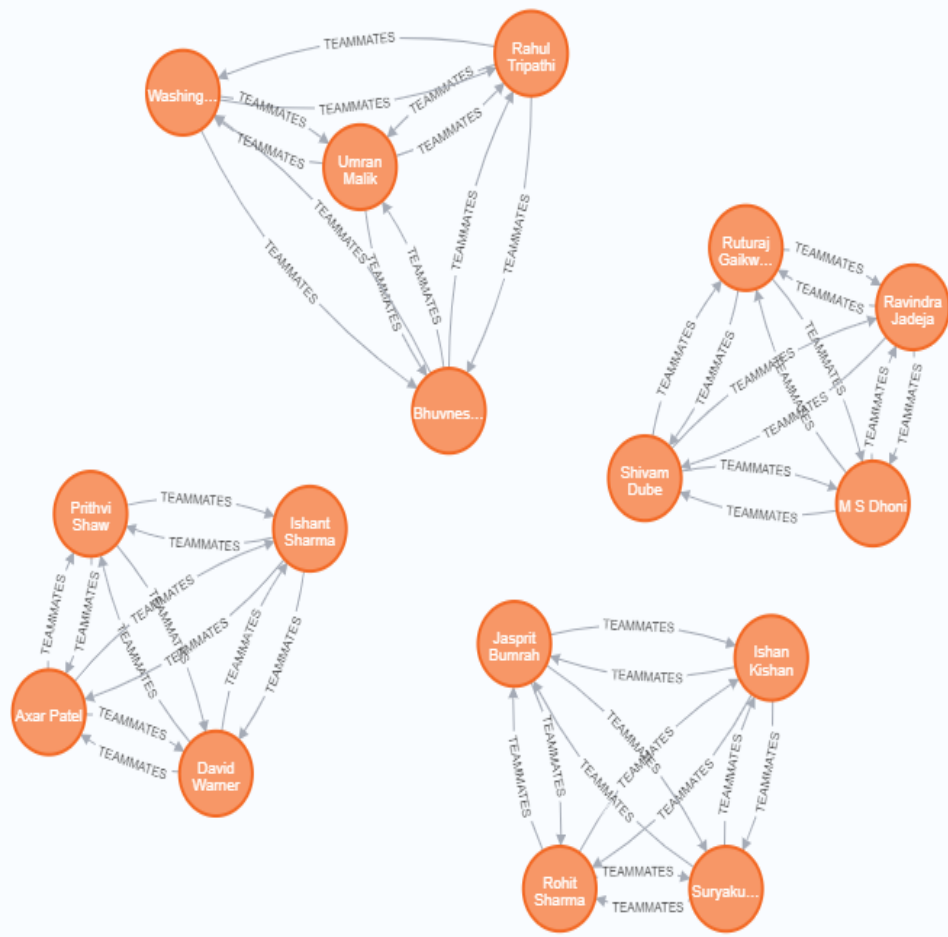 TEAMMATES
Rahul
Tripathi
Washing...
TEAMMATES
TEAMMATES
TEAMMATES
TEAMMATES
TEAMMATES
Umran
Malik
TEAMMATES
TEAMMATES
TEAMMATES
TEAMMATES
TEAMMATES
TEAMMATES
Bhuvnes...
Ruturaj
Gaikw...
TEAMMATES
TEAMMATES
Ravindra
Jadeja
TEAMMATES
TEAMMATES
TEAMMATES
TEAMMATES
TEAMMATES
TEAMMATES
TEAMMATES
TEAMMATES
Shivam
Dube
TEAMMATES
TEAMMATES
M S Dhoni
Prithvi
Shaw
TEAMMATES
TEAMMATES
Ishant
Sharma
TEAMMATES
TEAMMATES
TEAMMATES
TEAMMATES
TEAMMATES
TEAMMATES
TEAMMATES
TEAMMATES
Axar Patel
TEAMMATES
TEAMMATES
David
Warner
Jasprit
Bumrah
TEAMMATES
TEAMMATES
Ishan
Kishan
TEAMMATES
TEAMMATES
TEAMMATES
TEAMMATES
TEAMMATES
TEAMMATES
TEAMMATES
TEAMMATES
Rohit
Sharma
TEAMMATES
TEAMMATES
Suryaku...